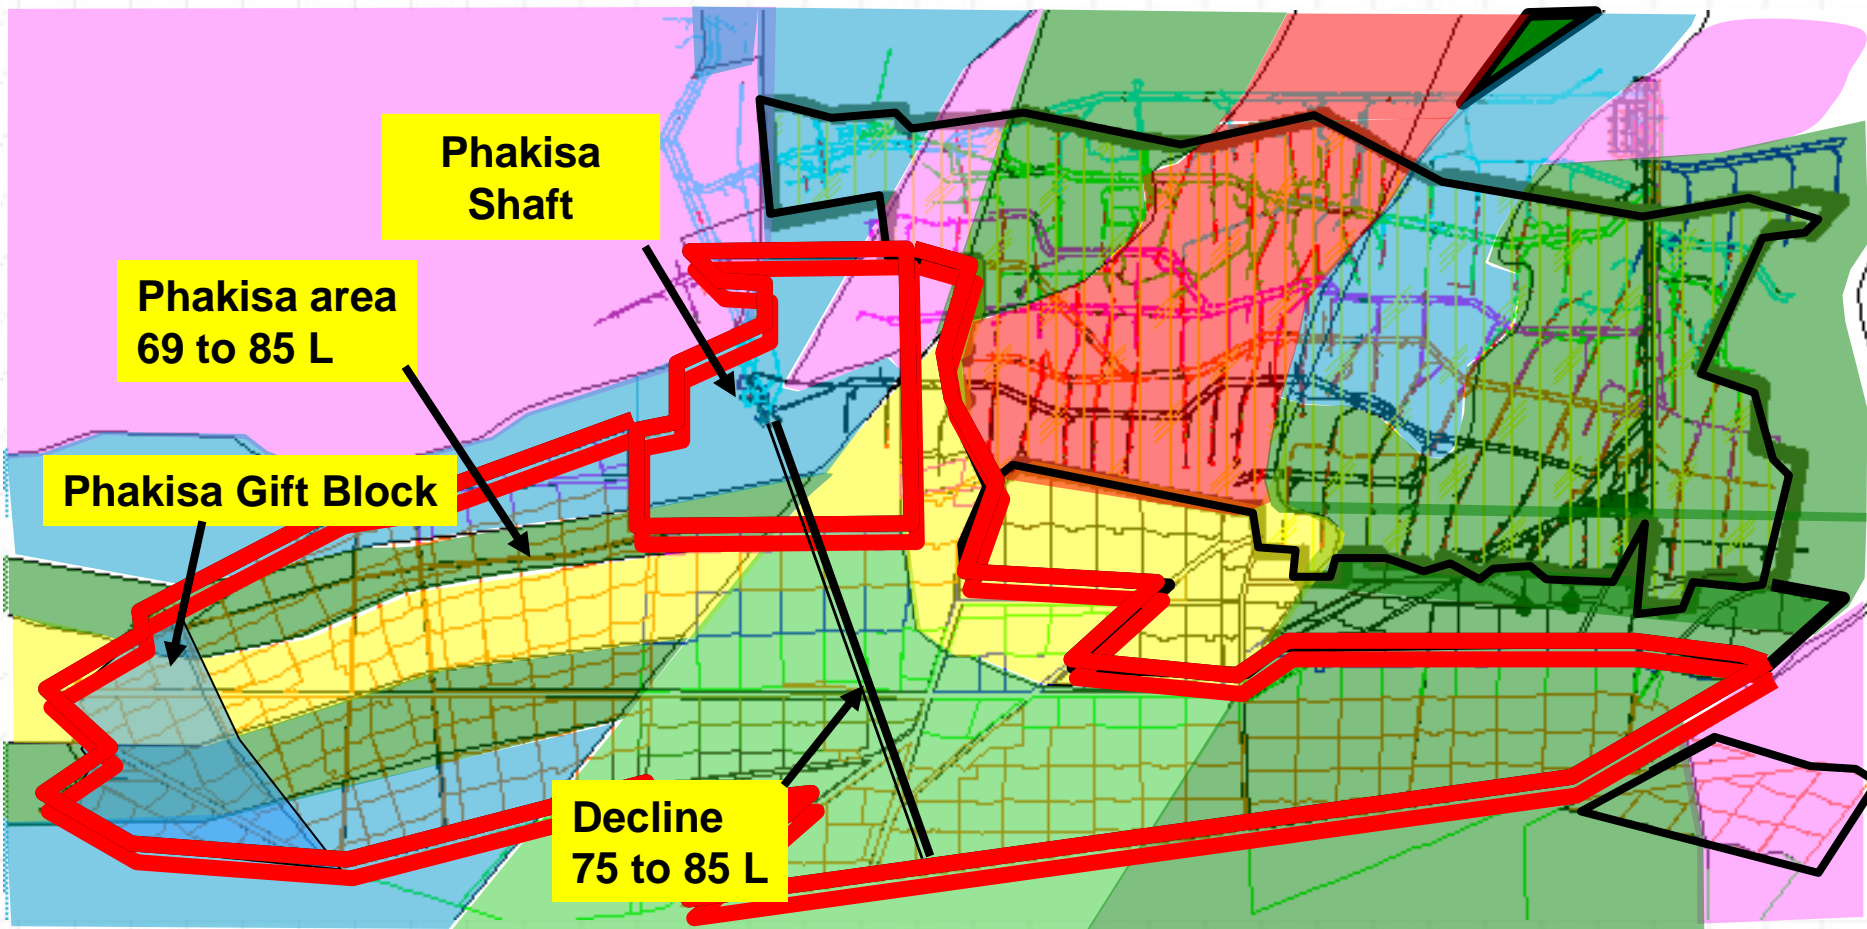 Phakisa
Shaft
Phakisa area
69 to 85 L
Phakisa Gift Block
Decline
75 to 85 L